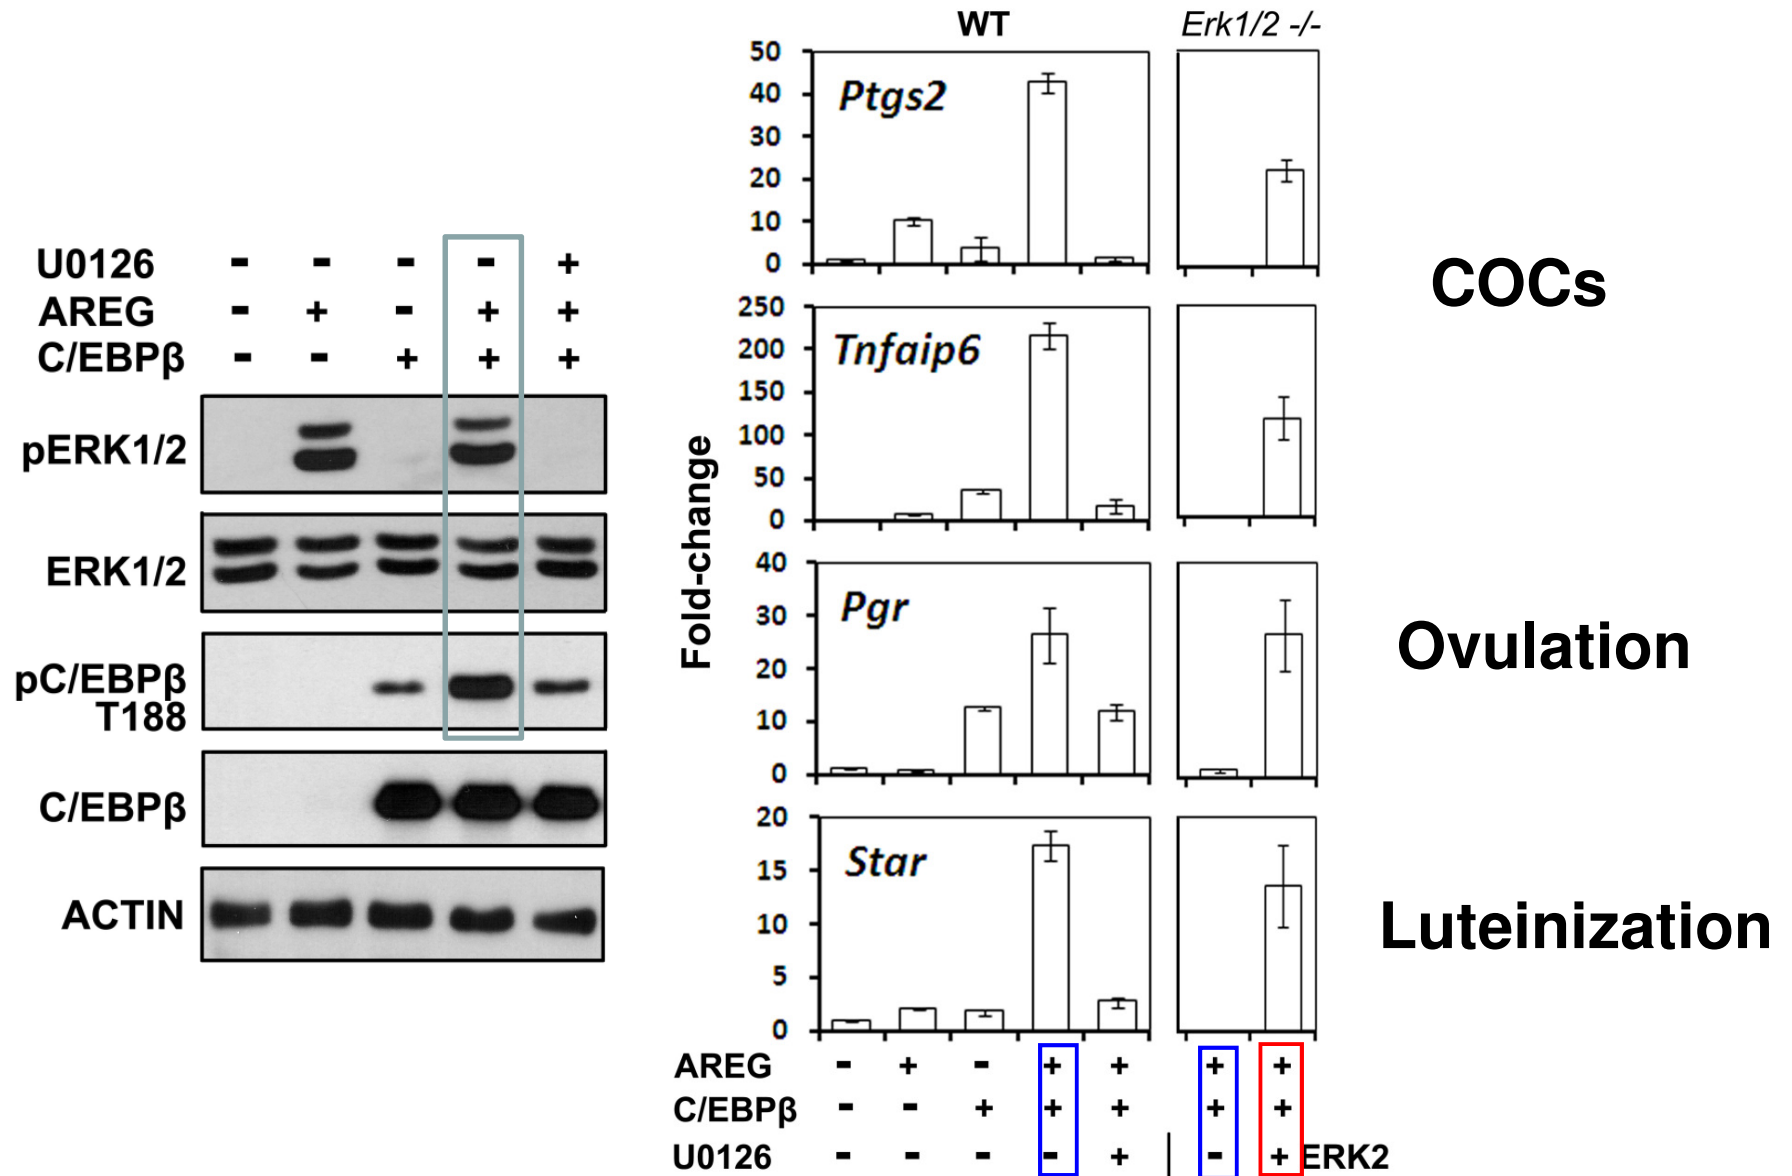 U0126 - - - - +
AREG - + - + +
C/EBPβ - - + + +
pERK1/2
ERK1/2
pC/EBPβ
T188
C/EBPβ
ACTIN
WT
Erk1/2 -/-
Fold-change
50
40
30
20
10
0
Ptgs2
COCs
250
200
150
100
50
0
Tnfaip6
40
30
20
10
0
Pgr
Ovulation
20
15
10
5
0
Star
Luteinization
AREG - + - + + + +
C/EBPβ - - + + + + +
U0126 - - - - + | - + ERK2